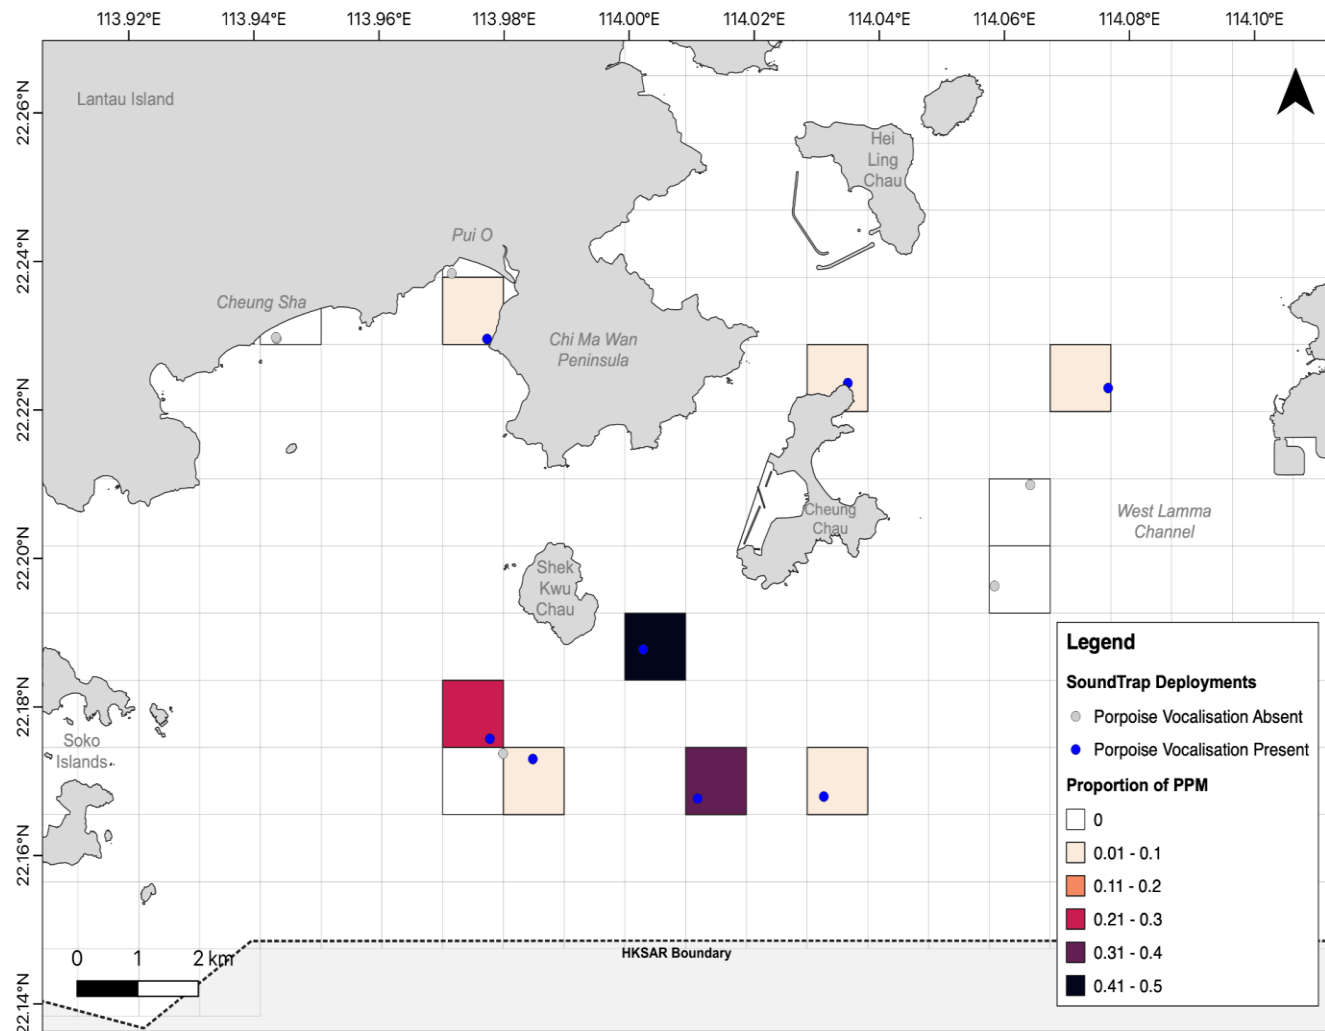 113.92°E 113.94°E 113.96°E 113.98°E 114.00°E 114.02°E 114.04°E 114.06°E 114.08°E 114.10°E
22.26°N
22.24°N
22.22°N
22.20°N
22.18°N
22.16°N
22.14°N
Lantau Island
Hei
Ling
Chau
Pui O
Cheung Sha
Chi Ma Wan
Peninsula
Cheung
Chau
West Lamma
Channel
Shek
Kwu
Chau
Soko
Islands
HKSAR Boundary
0 1 2 km
Legend
SoundTrap Deployments
Porpoise Vocalisation Absent
Porpoise Vocalisation Present
Proportion of PPM
0
0.01 - 0.1
0.11 - 0.2
0.21 - 0.3
0.31 - 0.4
0.41 - 0.5